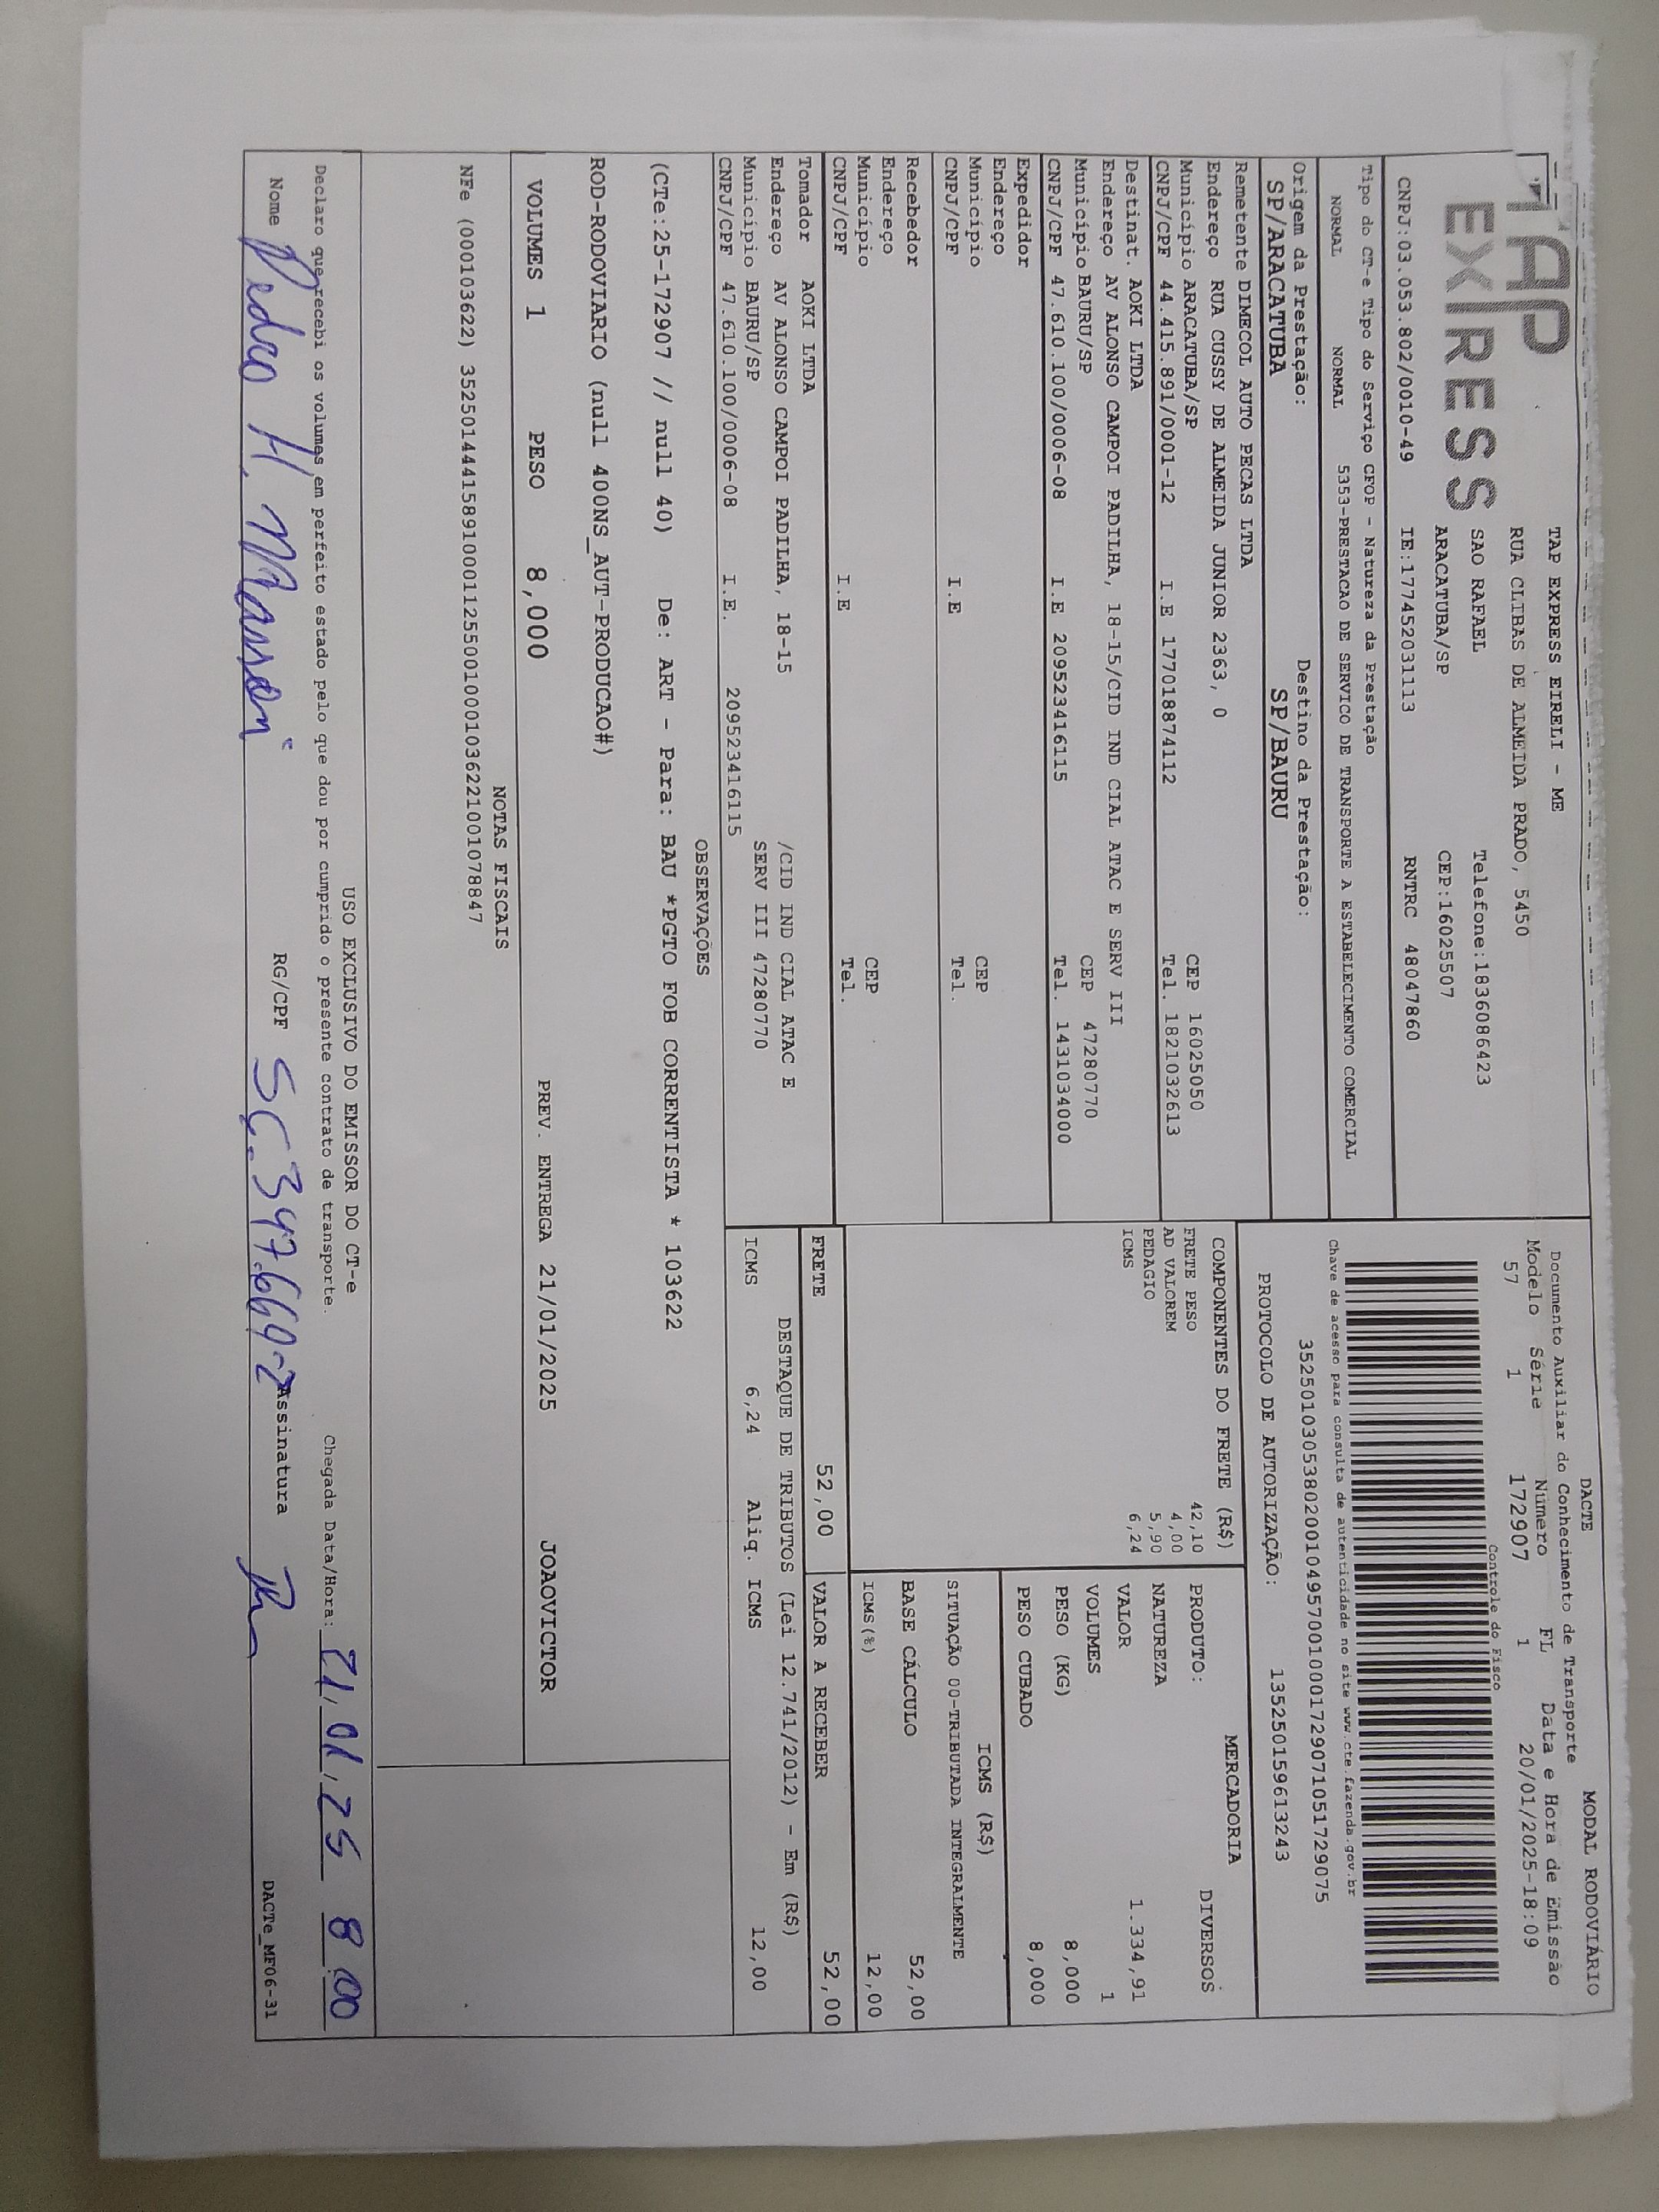 TAP
EXPRESS
TAP EXPRESS EIRELI - ME
RUA CLIBAS DE ALMEIDA PRADO, 5450
SAO RAFAEL Telefone:1836086423
ARACATUBA/SP CEP:16025507
CNPJ:03.053.802/0010-49 IE:177452031113 RNTRC 48047860
Tipo do CT-e Tipo do Serviço CFOP - Natureza da Prestação
NORMAL NORMAL 5353-PRESTACAO DE SERVICO DE TRANSPORTE A ESTABELECIMENTO COMERCIAL
Origem da Prestação: Destino da Prestação:
SP/ARACATUBA SP/BAURU
DACTE MODAL RODOVIÁRIO
Documento Auxiliar do Conhecimento de Transporte
Modelo Série Número FL Data e Hora de Emissão
57 1 172907 1 20/01/2025-18:09
Controle do Fisco
Chave de acesso para consulta de autenticidade no site www.cte.fazenda.gov.br
35250103053802001049570010001729071051729075
PROTOCOLO DE AUTORIZAÇÃO: 135250159613243
Remetente DIMECOL AUTO PECAS LTDA
Endereço RUA CUSSY DE ALMEIDA JUNIOR 2363, 0
Município ARACATUBA/SP CEP 16025050
CNPJ/CPF 44.415.891/0001-12 I.E 177018874112 Tel. 1821032613
Destinat. AOKI LTDA
Endereço AV ALONSO CAMPOI PADILHA, 18-15/CID IND CIAL ATAC E SERV III
Município BAURU/SP CEP 47280770
CNPJ/CPF 47.610.100/0006-08 I.E 209523416115 Tel. 1431034000
Expedidor
Endereço
Município CEP
CNPJ/CPF I.E Tel.
Recebedor
Endereço
Município CEP
CNPJ/CPF I.E Tel.
Tomador AOKI LTDA
Endereço AV ALONSO CAMPOI PADILHA, 18-15 /CID IND CIAL ATAC E
Município BAURU/SP SERV III 47280770
CNPJ/CPF 47.610.100/0006-08 I.E. 209523416115
COMPONENTES DO FRETE (R$)
FRETE PESO 42,10
AD VALOREM 4,00
PEDAGIO 5,90
ICMS 6,24
MERCADORIA
PRODUTO: DIVERSOS
NATUREZA
VALOR 1.334,91
VOLUMES 1
PESO (KG) 8,000
PESO CUBADO 8,000
ICMS (R$)
SITUAÇÃO 00-TRIBUTADA INTEGRALMENTE
BASE CÁLCULO 52,00
ICMS(%) 12,00
FRETE 52,00 VALOR A RECEBER 52,00
DESTAQUE DE TRIBUTOS (Lei 12.741/2012) - Em (R$)
ICMS 6,24 Aliq. ICMS 12,00
OBSERVAÇÕES
(CTe:25-172907 // null 40) De: ART - Para: BAU *PGTO FOB CORRENTISTA * 103622
ROD-RODOVIARIO (null 400NS_AUT-PRODUCAO#)
VOLUMES 1 PESO 8,000 PREV. ENTREGA 21/01/2025 JOAOVICTOR
NOTAS FISCAIS
NFe (000103622) 35250144415891000112550010001036221001078847
USO EXCLUSIVO DO EMISSOR DO CT-e
Declaro que recebi os volumes em perfeito estado pelo que dou por cumprido o presente contrato de transporte. Chegada Data/Hora: 21/01/25 8:00
Nome Pedro H. Masson RG/CPF 56.347.669-2 Assinatura
DACTe_MF06-31